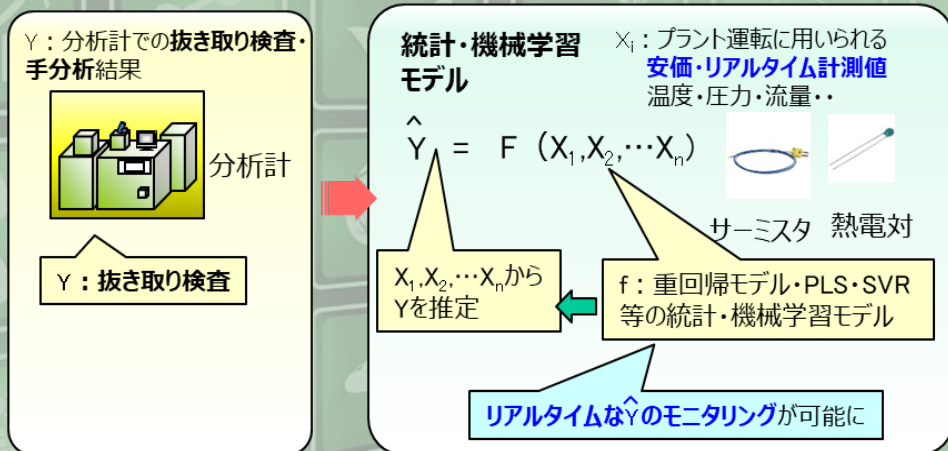 Y：分析計での抜き取り検査・
手分析結果
分析計
Y：抜き取り検査
統計・機械学習
モデル
Xi：プラント運転に用いられる
安価・リアルタイム計測値
温度・圧力・流量・・
Ŷ = F（X1,X2,…Xn）
サーミスタ 熱電対
X1,X2,…Xnから
Yを推定
f：重回帰モデル・PLS・SVR
等の統計・機械学習モデル
リアルタイムなŶのモニタリングが可能に